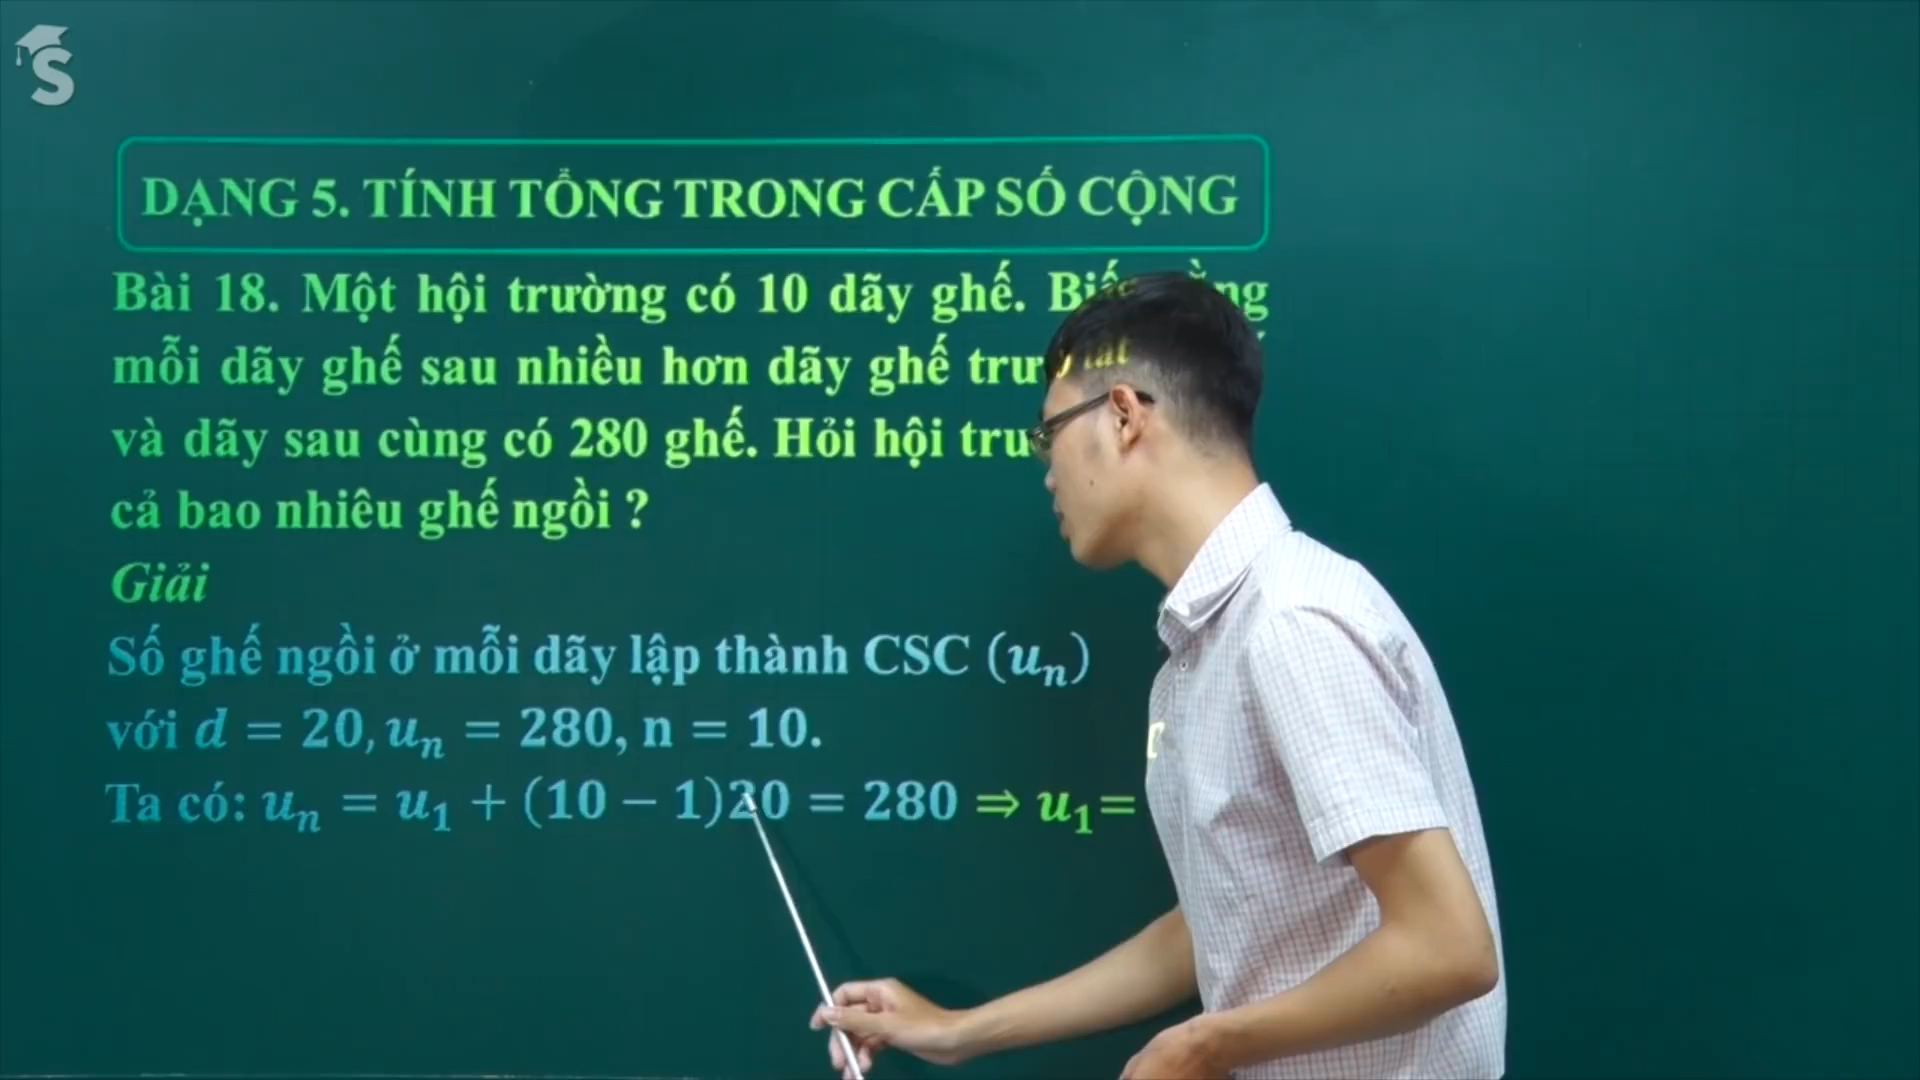 S
DẠNG 5. TÍNH TỔNG TRONG CẤP SỐ CỘNG
Bài 18. Một hội trường có 10 dãy ghế.
mỗi dãy ghế sau nhiều hơn dãy ghế
và dãy sau cùng có 280 ghế. Hỏi hội
cả bao nhiêu ghế ngồi ?
Giải
Số ghế ngồi ở mỗi dãy lập thành CSC (uₙ)
với d = 20, uₙ = 280, n = 10.
Ta có: uₙ = u₁ + (10 − 1)20 = 280 ⇒ u₁=